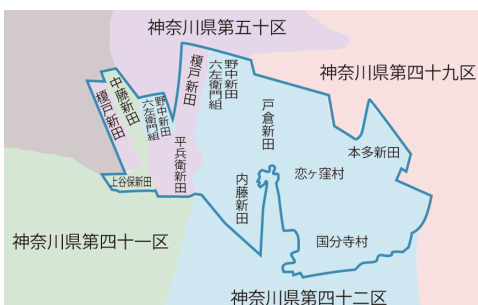 神奈川県第五十区
神奈川県第四十九区
榎戸新田
中藤新田
野中新田
六左衛門組
榎戸新田
野中新田
六左衛門組
平兵衛新田
上谷保新田
戸倉新田
内藤新田
恋ヶ窪村
本多新田
国分寺村
神奈川県第四十一区
神奈川県第四十二区